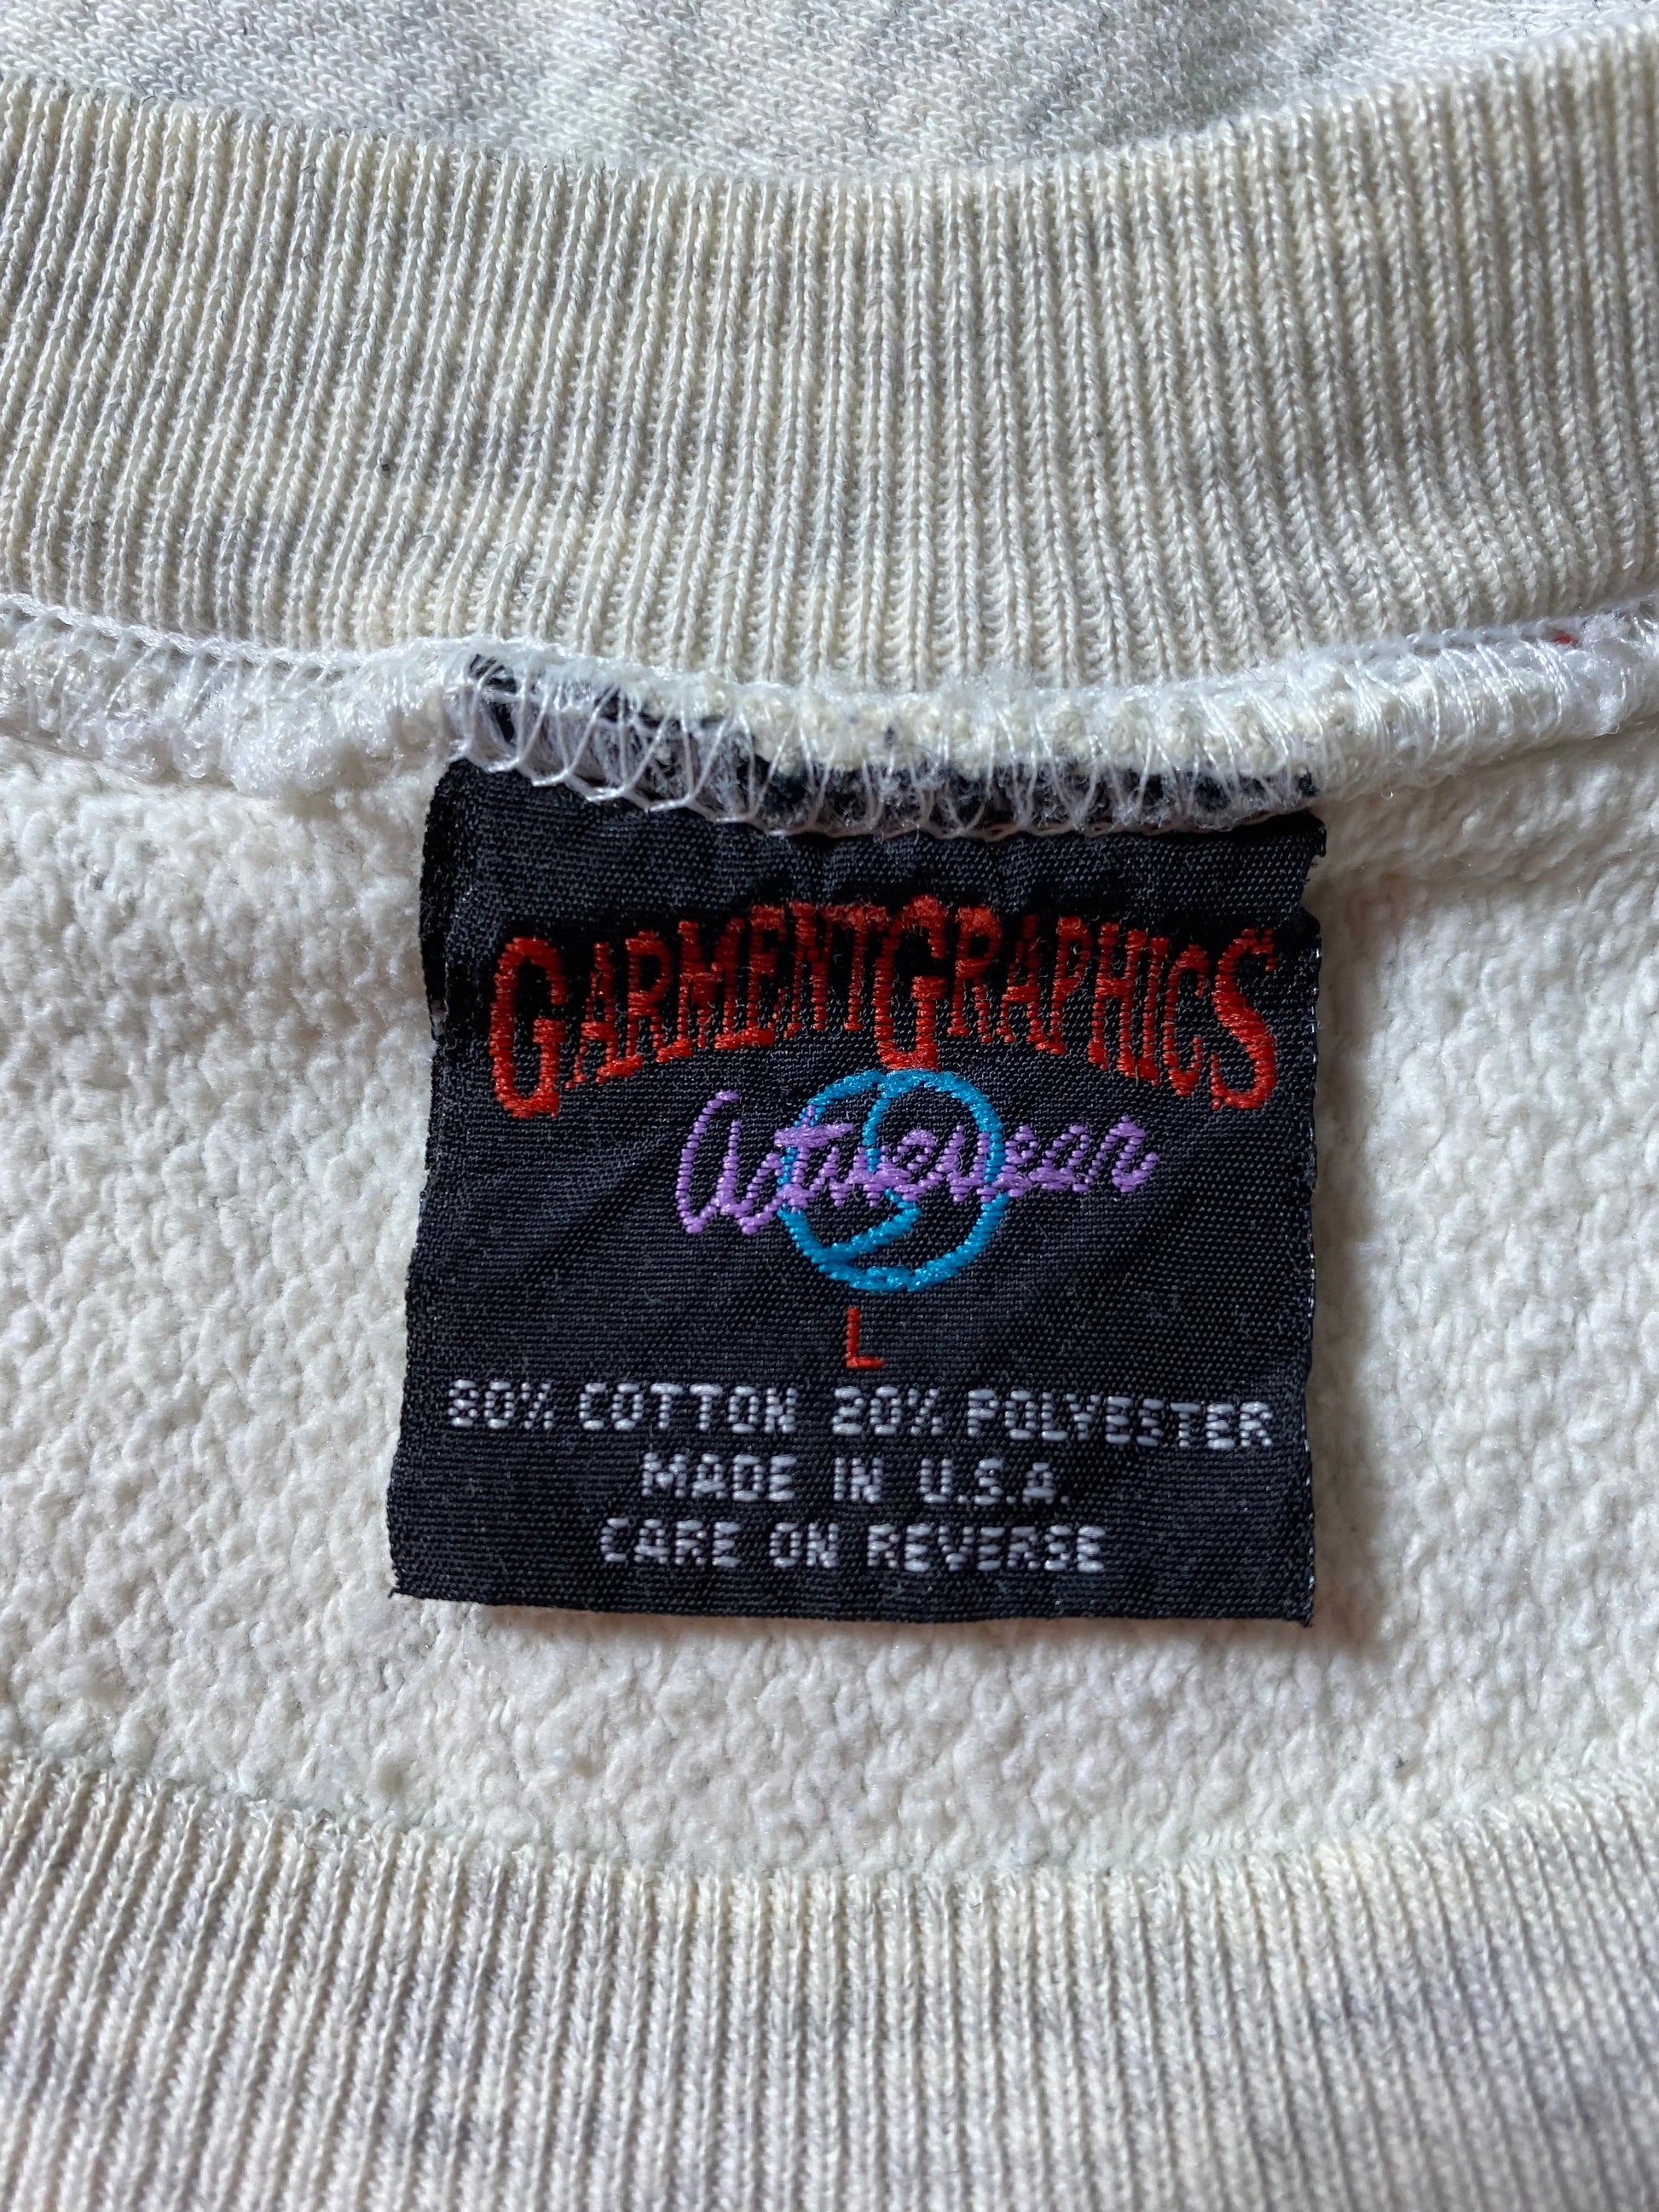 GARMENTGRAPHICS
Activewear
L
80% COTTON 20% POLYESTER
MADE IN U.S.A.
CARE ON REVERSE